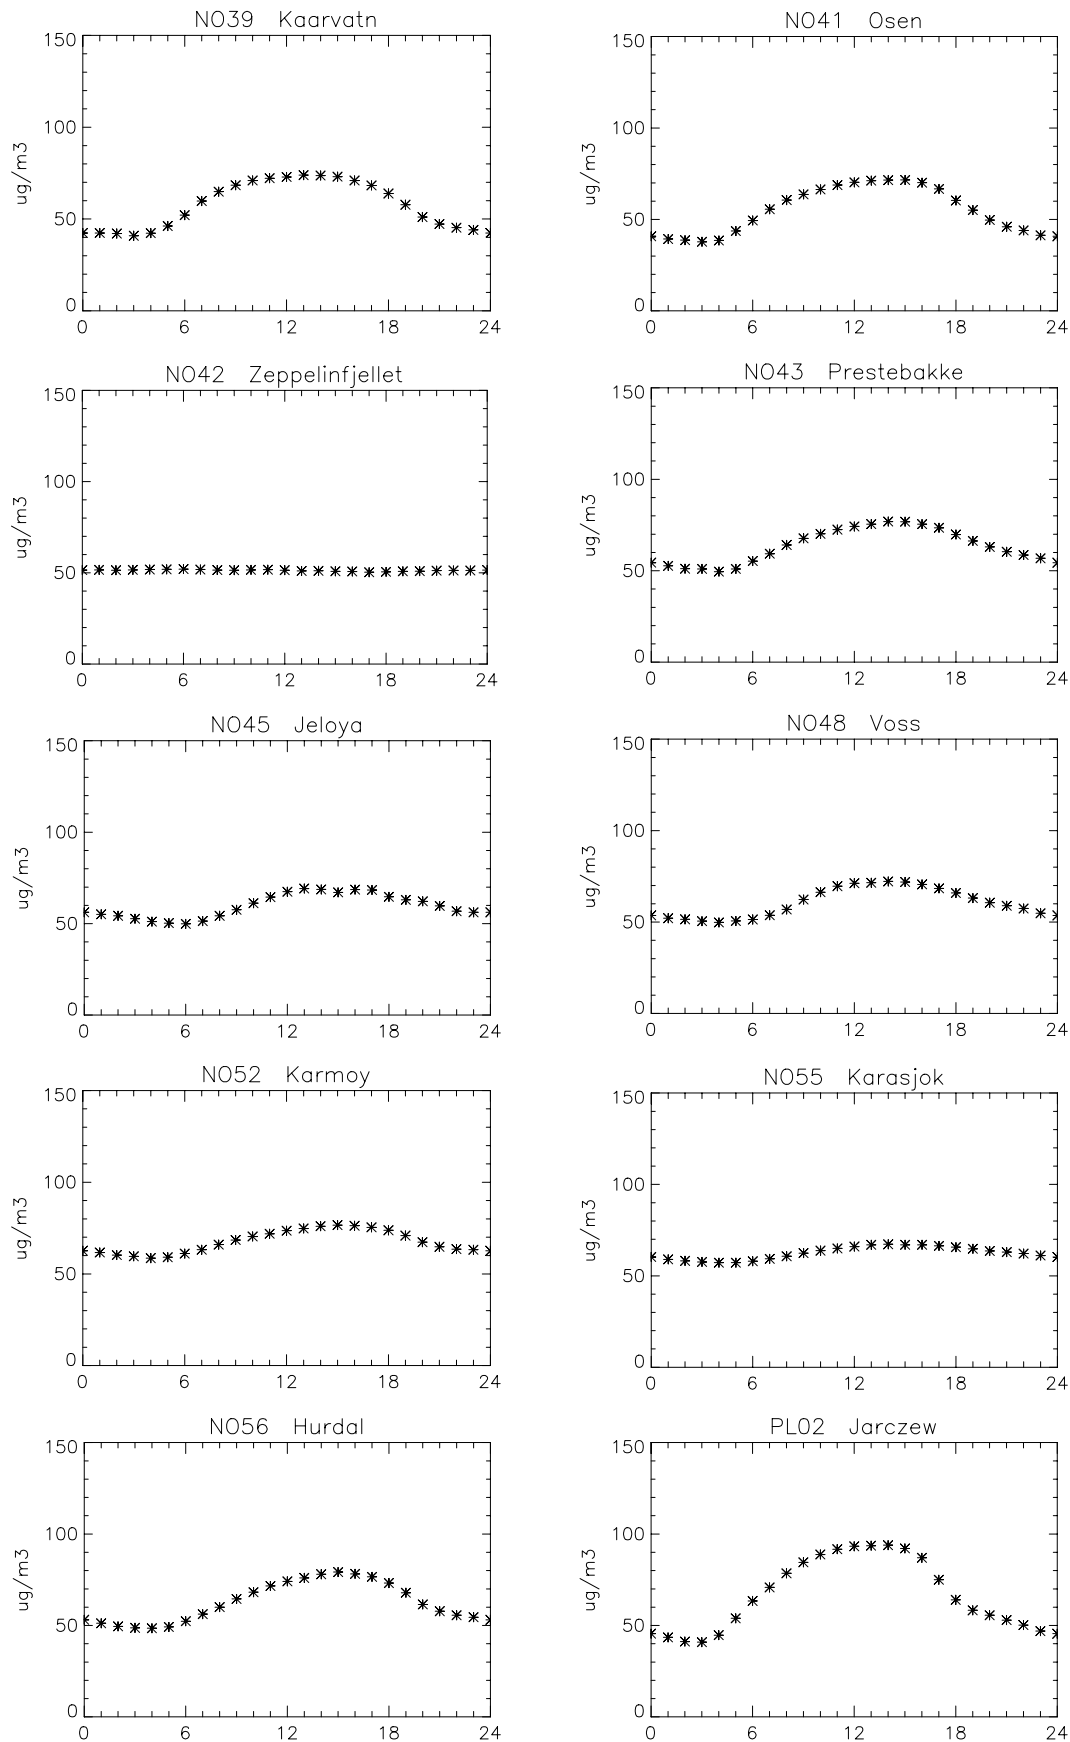 NO39 Kaarvatn
150
100
50
0
ug/m3
0 6 12 18 24
NO41 Osen
150
100
50
0
ug/m3
0 6 12 18 24
NO42 Zeppelinfjellet
150
100
50
0
ug/m3
0 6 12 18 24
NO43 Prestebakke
150
100
50
0
ug/m3
0 6 12 18 24
NO45 Jeloya
150
100
50
0
ug/m3
0 6 12 18 24
NO48 Voss
150
100
50
0
ug/m3
0 6 12 18 24
NO52 Karmoy
150
100
50
0
ug/m3
0 6 12 18 24
NO55 Karasjok
150
100
50
0
ug/m3
0 6 12 18 24
NO56 Hurdal
150
100
50
0
ug/m3
0 6 12 18 24
PL02 Jarczew
150
100
50
0
ug/m3
0 6 12 18 24